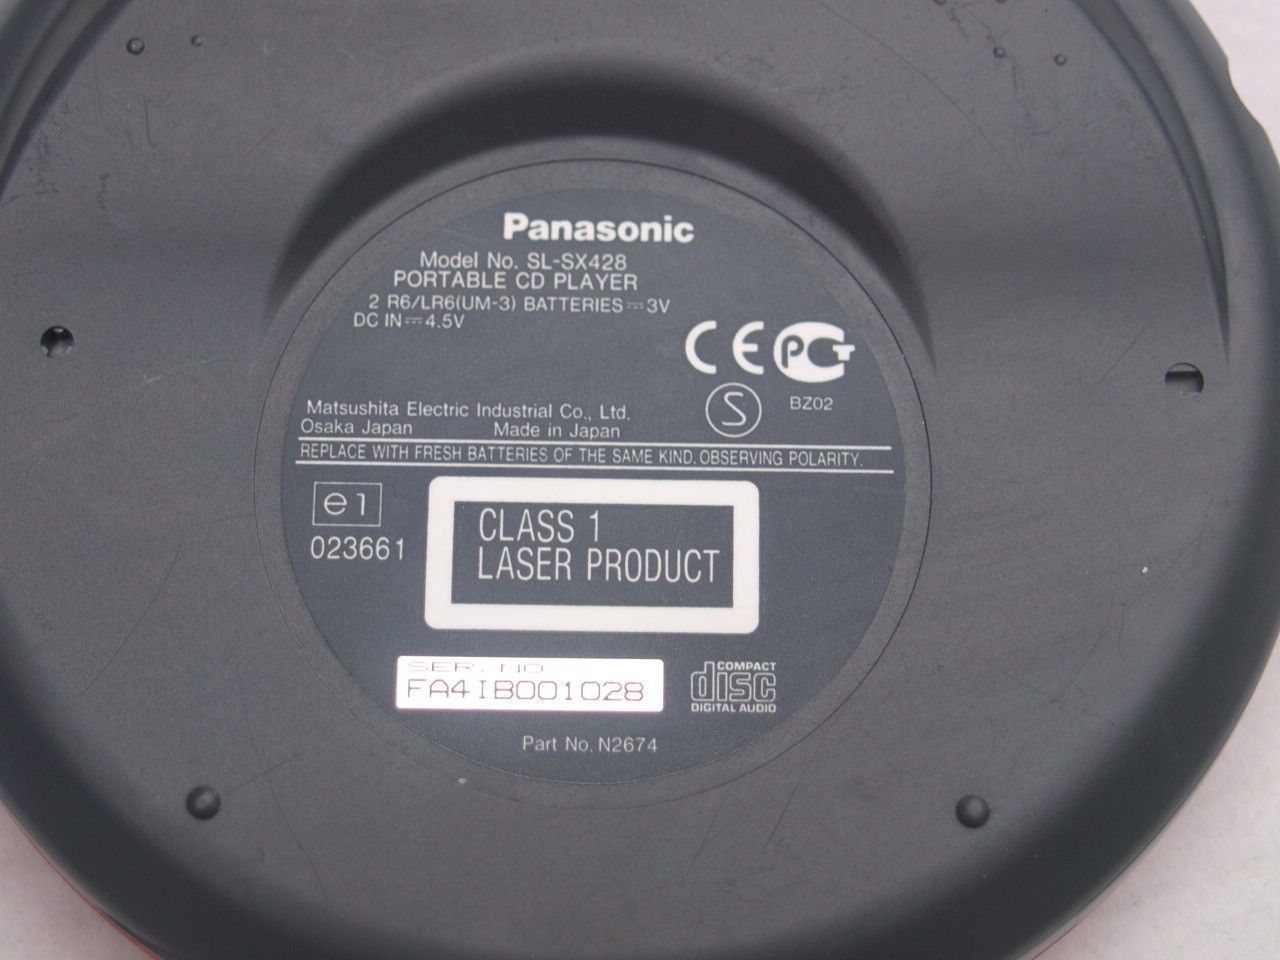 Panasonic
Model No. SL-SX428
PORTABLE CD PLAYER
2 R6/LR6(UM-3) BATTERIES ⎓ 3V
DC IN ⎓ 4.5V
CE PCT
S BZ02
Matsushita Electric Industrial Co., Ltd.
Osaka Japan Made in Japan
REPLACE WITH FRESH BATTERIES OF THE SAME KIND. OBSERVING POLARITY.
e1
023661
CLASS 1
LASER PRODUCT
SER. NO
FA4IB001028
COMPACT
disc
DIGITAL AUDIO
Part No. N2674